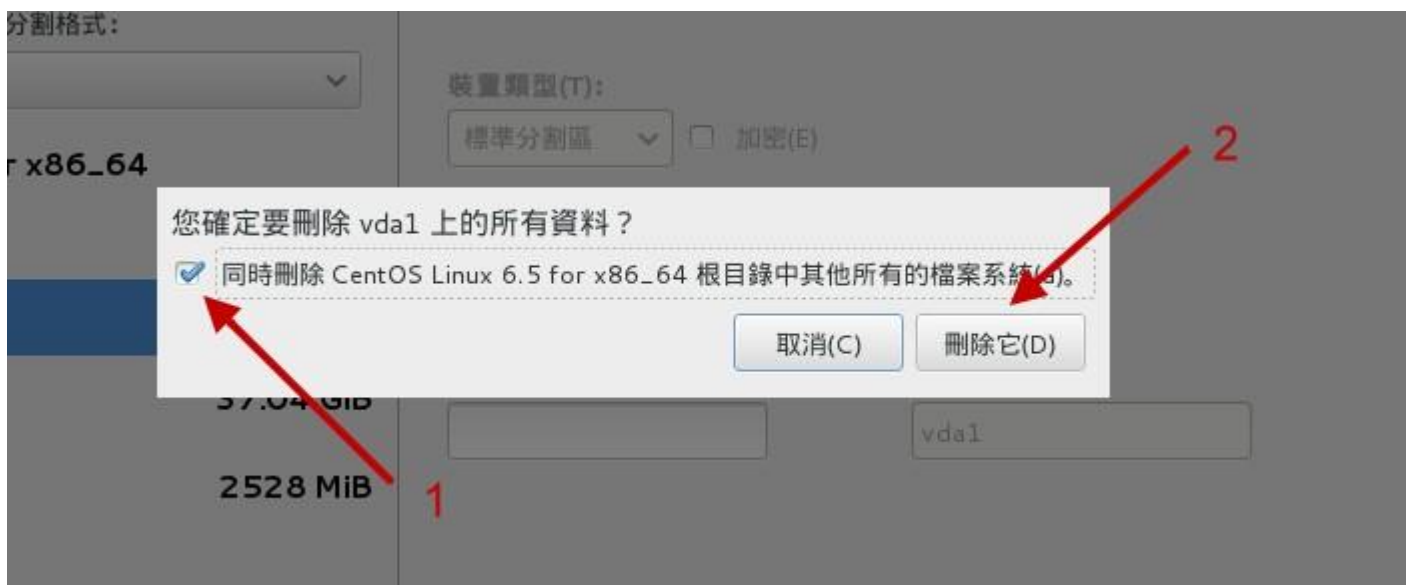 分割格式:
裝置類型(T):
標準分割區
加密(E)
2
r x86_64
您確定要刪除 vda1 上的所有資料？
同時刪除 CentOS Linux 6.5 for x86_64 根目錄中其他所有的檔案系統(a)。
取消(C)
刪除它(D)
37.04 GiB
vda1
2528 MiB
1